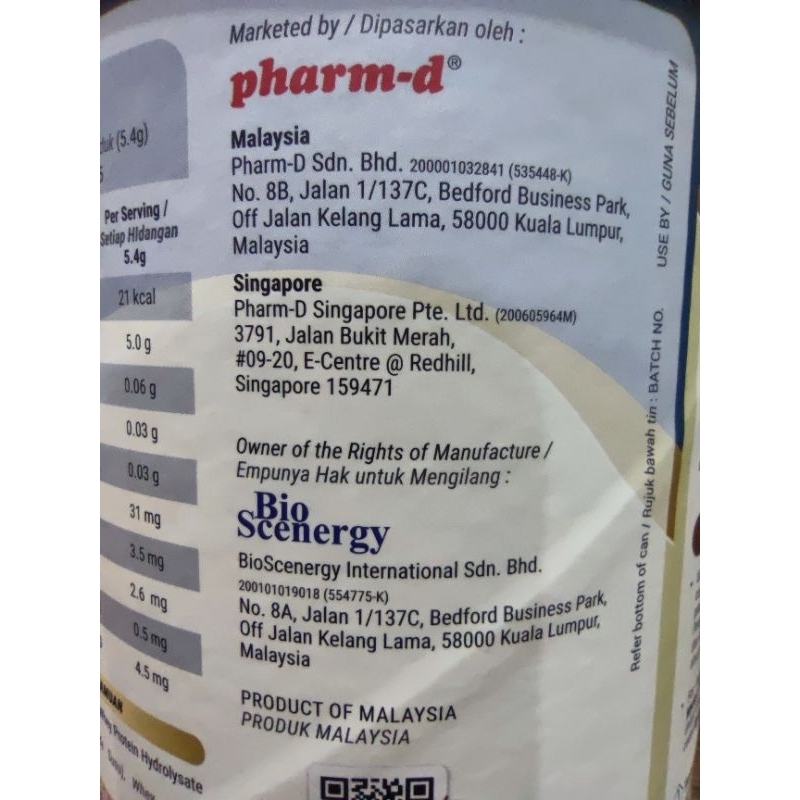 Marketed by / Dipasarkan oleh :
pharm-d®
Malaysia
Pharm-D Sdn. Bhd. 200001032841 (535448-K)
No. 8B, Jalan 1/137C, Bedford Business Park,
Off Jalan Kelang Lama, 58000 Kuala Lumpur,
Malaysia
Singapore
Pharm-D Singapore Pte. Ltd. (200605964M)
3791, Jalan Bukit Merah,
#09-20, E-Centre @ Redhill,
Singapore 159471
Owner of the Rights of Manufacture /
Empunya Hak untuk Mengilang :
Bio
Scenergy
BioScenergy International Sdn. Bhd.
200101019018 (554775-K)
No. 8A, Jalan 1/137C, Bedford Business Park,
Off Jalan Kelang Lama, 58000 Kuala Lumpur,
Malaysia
PRODUCT OF MALAYSIA
PRODUK MALAYSIA
(5.4g)
Per Serving /
Setiap Hidangan
5.4g
21 kcal
5.0 g
0.06 g
0.03 g
0.03 g
31 mg
3.5 mg
2.6 mg
0.5 mg
4.5 mg
Protein Hydrolysate
Refer bottom of can / Rujuk bawah tin : BATCH NO.
USE BY / GUNA SEBELUM